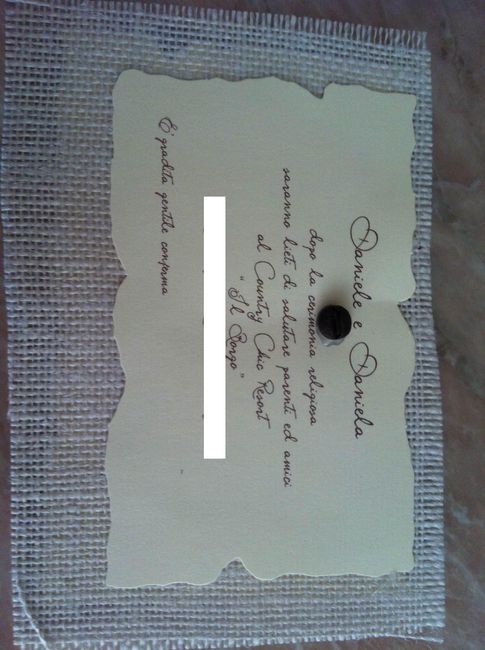 Daniele e Daniela
dopo la cerimonia religiosa
saranno lieti di salutare parenti ed amici
al Country Chic Resort
"Il Borgo"
E' gradita gentile conferma